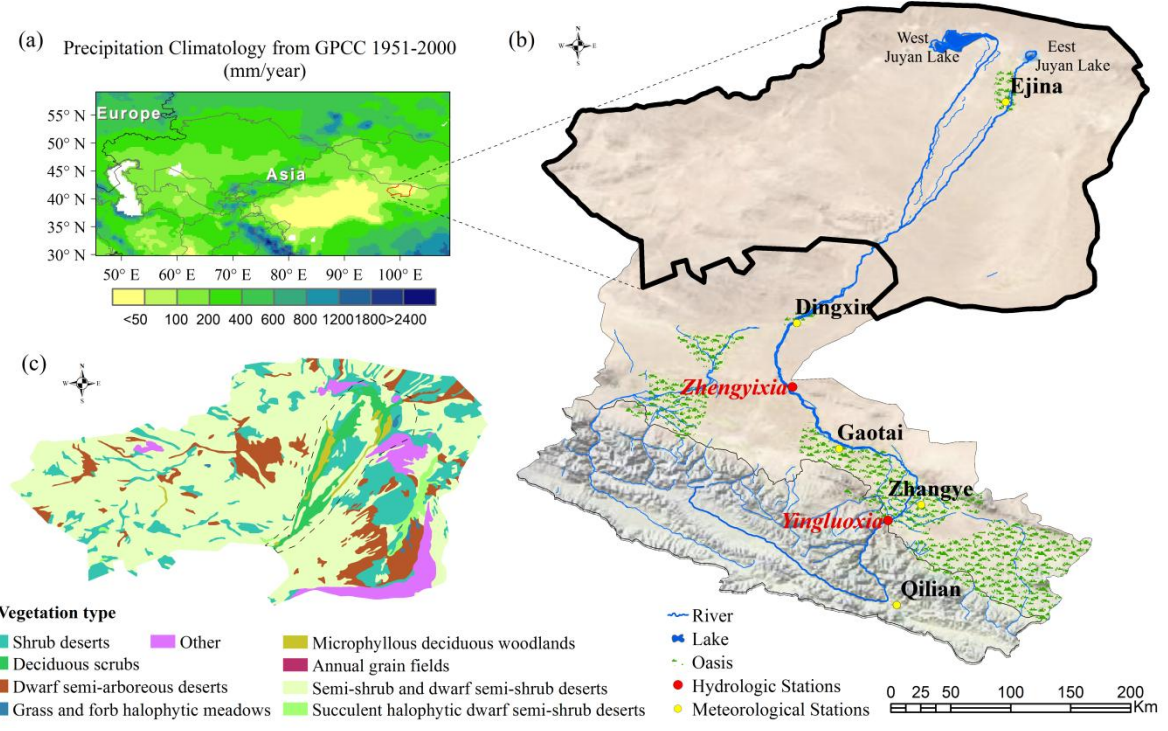 (a)
Precipitation Climatology from GPCC 1951-2000
(mm/year)
55° N
50° N
45° N
40° N
35° N
30° N
Europe
Asia
50° E 60° E 70° E 80° E 90° E 100° E
<50 100 200 400 600 800 1200 1800 >2400
(b)
N
W E
S
West
Juyan Lake
Eest
Juyan Lake
Ejina
Dingxin
Zhengyixia
Gaotai
Zhangye
Yingluoxia
Qilian
River
Lake
Oasis
Hydrologic Stations
Meteorological Stations
0 25 50 100 150 200
Km
(c)
N
W E
S
Vegetation type
Shrub deserts
Other
Microphyllous deciduous woodlands
Deciduous scrubs
Annual grain fields
Dwarf semi-arboreous deserts
Semi-shrub and dwarf semi-shrub deserts
Grass and forb halophytic meadows
Succulent halophytic dwarf semi-shrub deserts